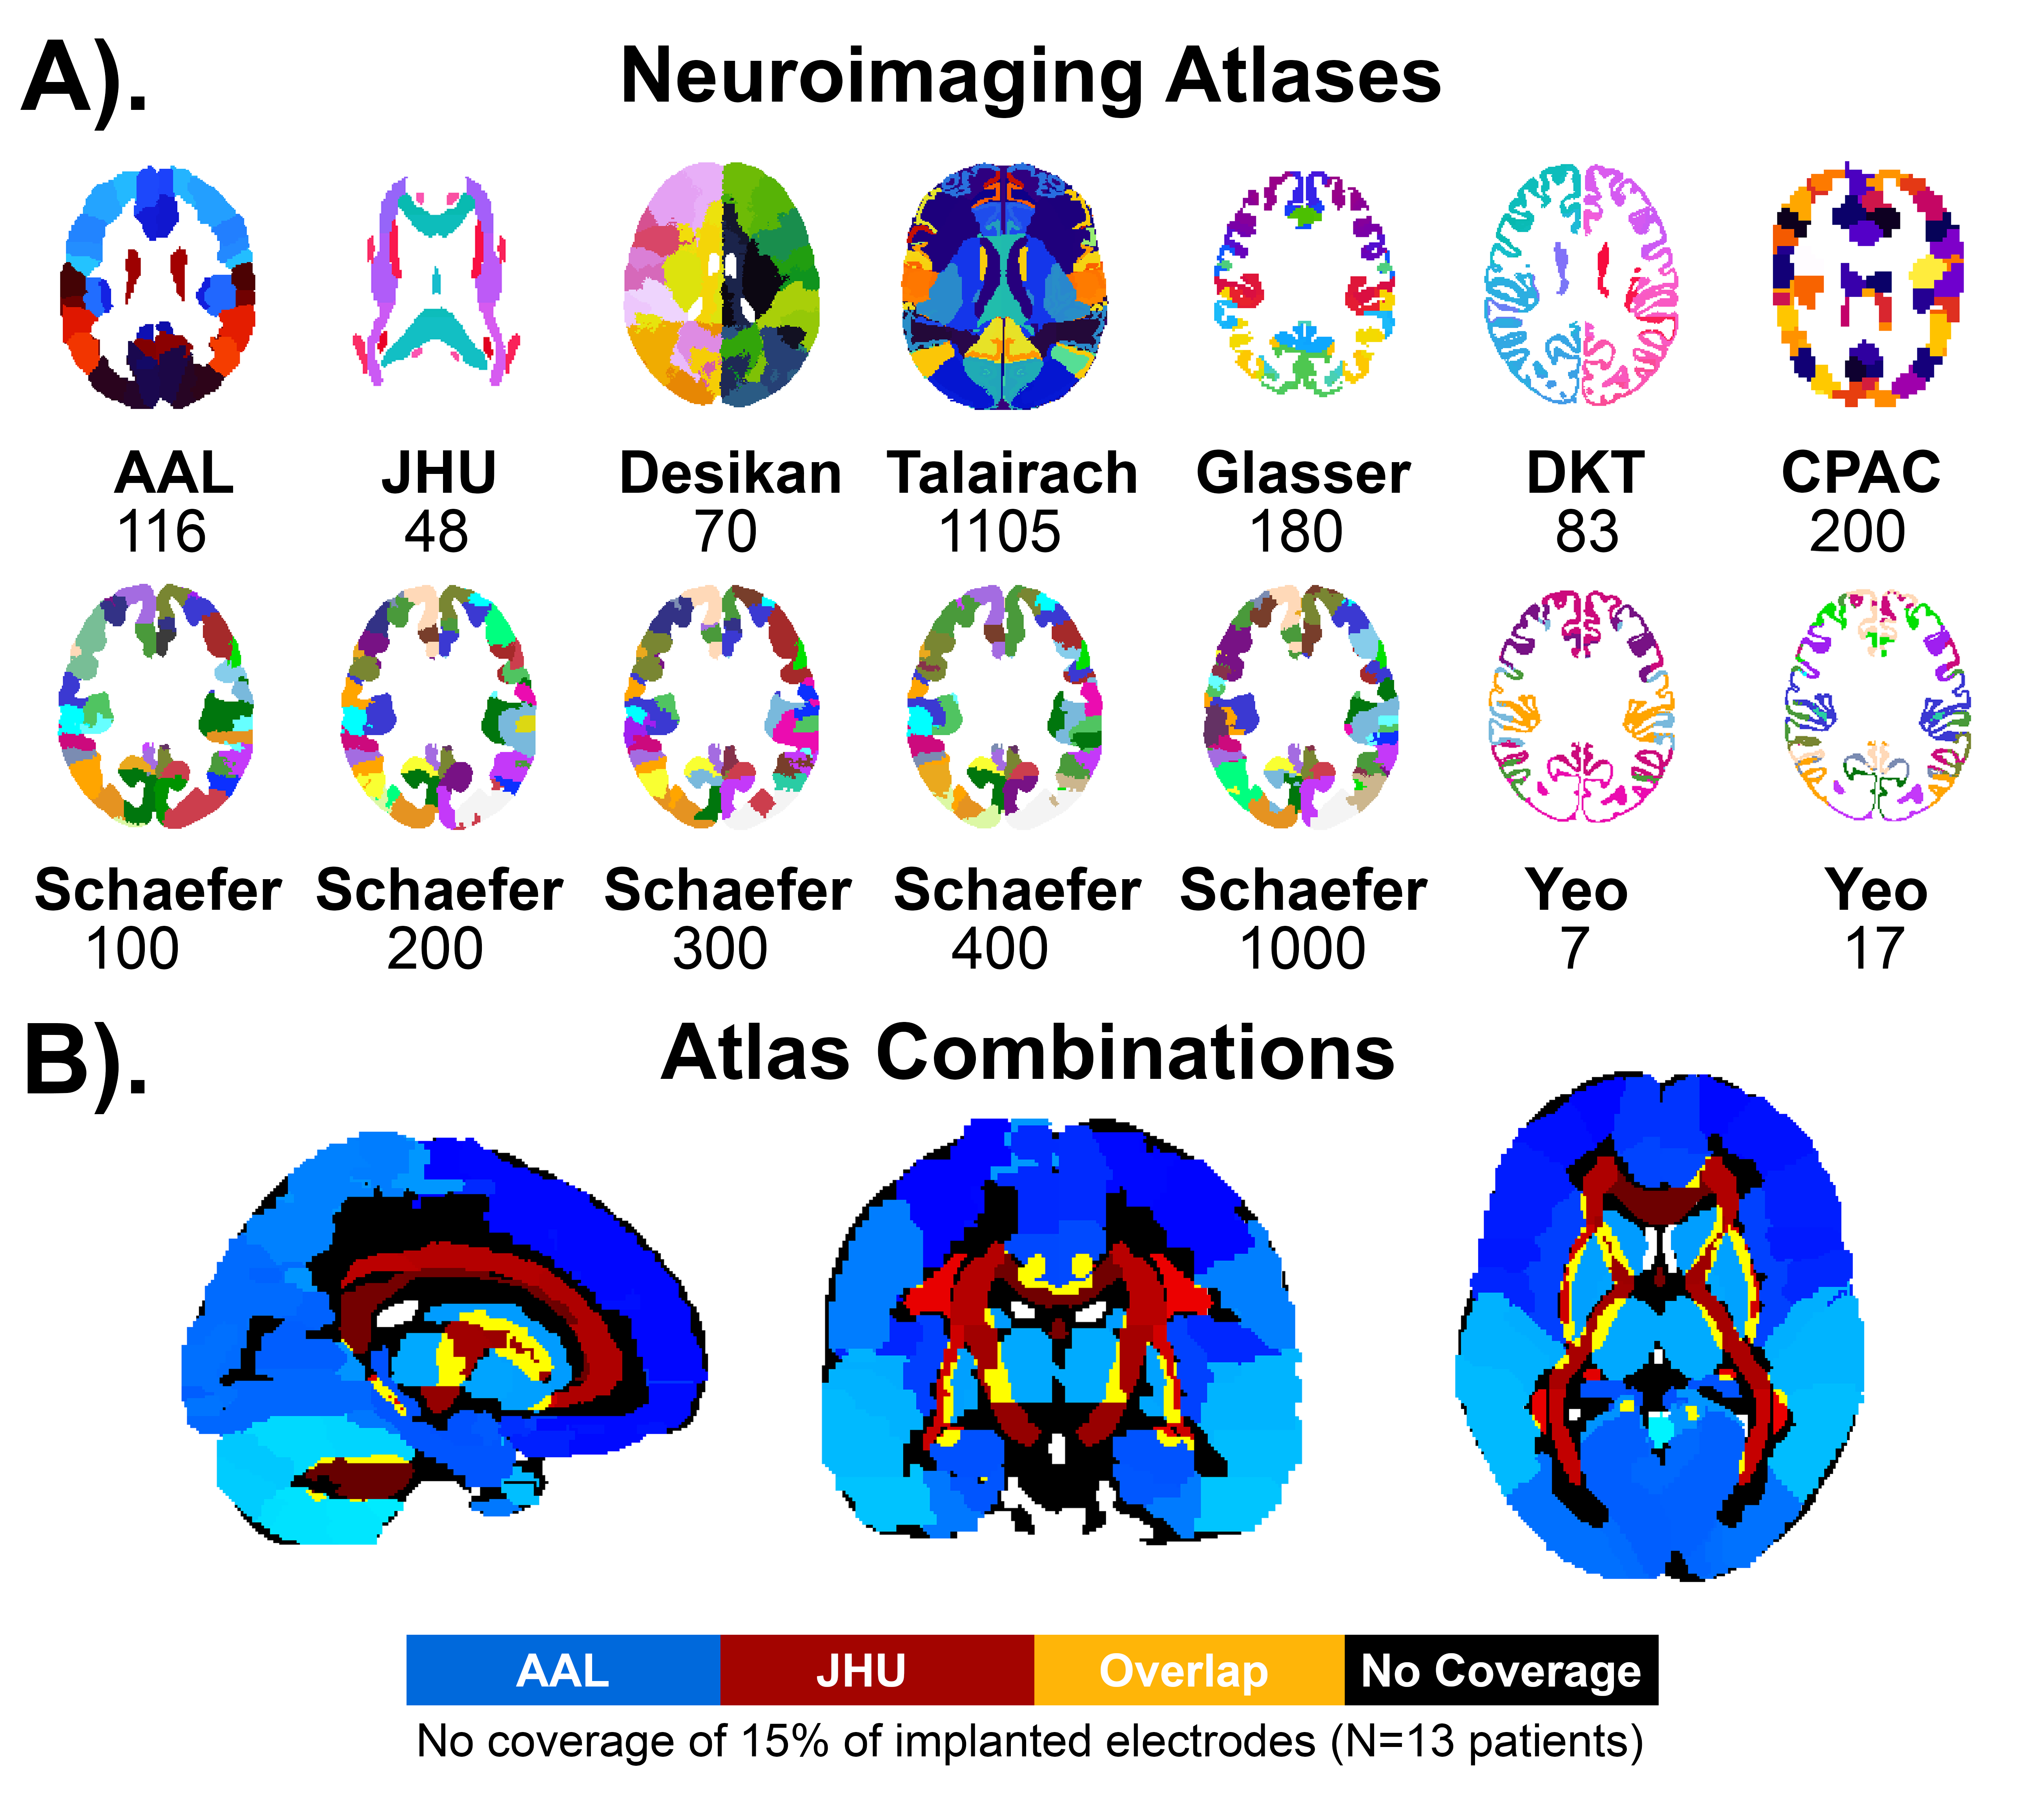 A).
Neuroimaging Atlases
AAL JHU Desikan Talairach Glasser DKT CPAC
116 48 70 1105 180 83 200
Schaefer Schaefer Schaefer Schaefer Schaefer Yeo Yeo
100 200 300 400 1000 7 17
B).
Atlas Combinations
AAL JHU Overlap No Coverage
No coverage of 15% of implanted electrodes (N=13 patients)